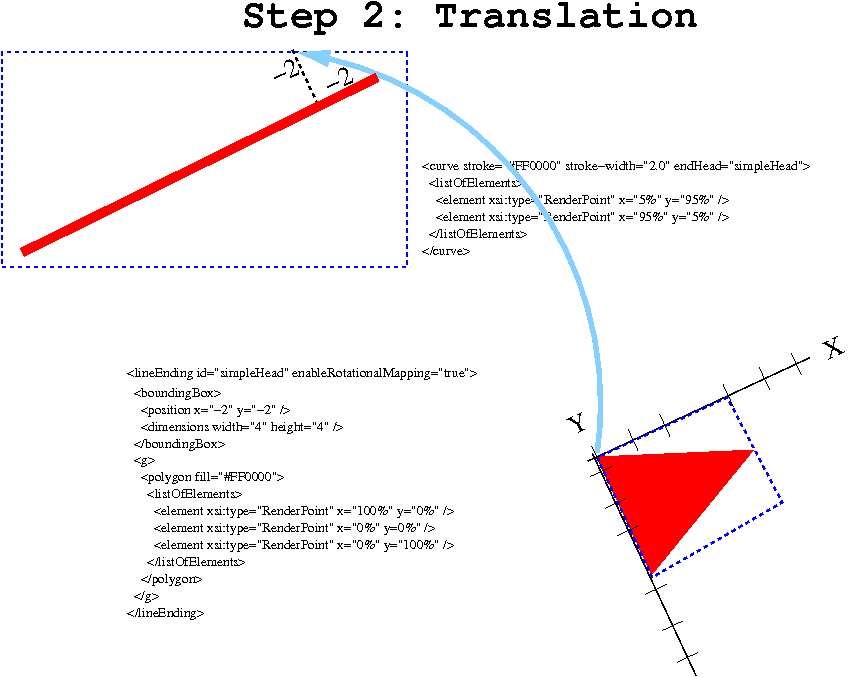 Step 2: Translation
−2
−2
<curve stroke="#FF0000" stroke−width="2.0" endHead="simpleHead">
<listOfElements>
<element xsi:type="RenderPoint" x="5%" y="95%" />
<element xsi:type="RenderPoint" x="95%" y="5%" />
</listOfElements>
</curve>
X
Y
<lineEnding id="simpleHead" enableRotationalMapping="true">
<boundingBox>
<position x="−2" y="−2" />
<dimensions width="4" height="4" />
</boundingBox>
<g>
<polygon fill="#FF0000">
<listOfElements>
<element xsi:type="RenderPoint" x="100%" y="0%" />
<element xsi:type="RenderPoint" x="0%" y=0%" />
<element xsi:type="RenderPoint" x="0%" y="100%" />
</listOfElements>
</polygon>
</g>
</lineEnding>